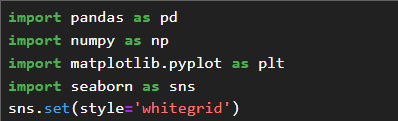 import pandas as pd
import numpy as np
import matplotlib.pyplot as plt
import seaborn as sns
sns.set(style='whitegrid')